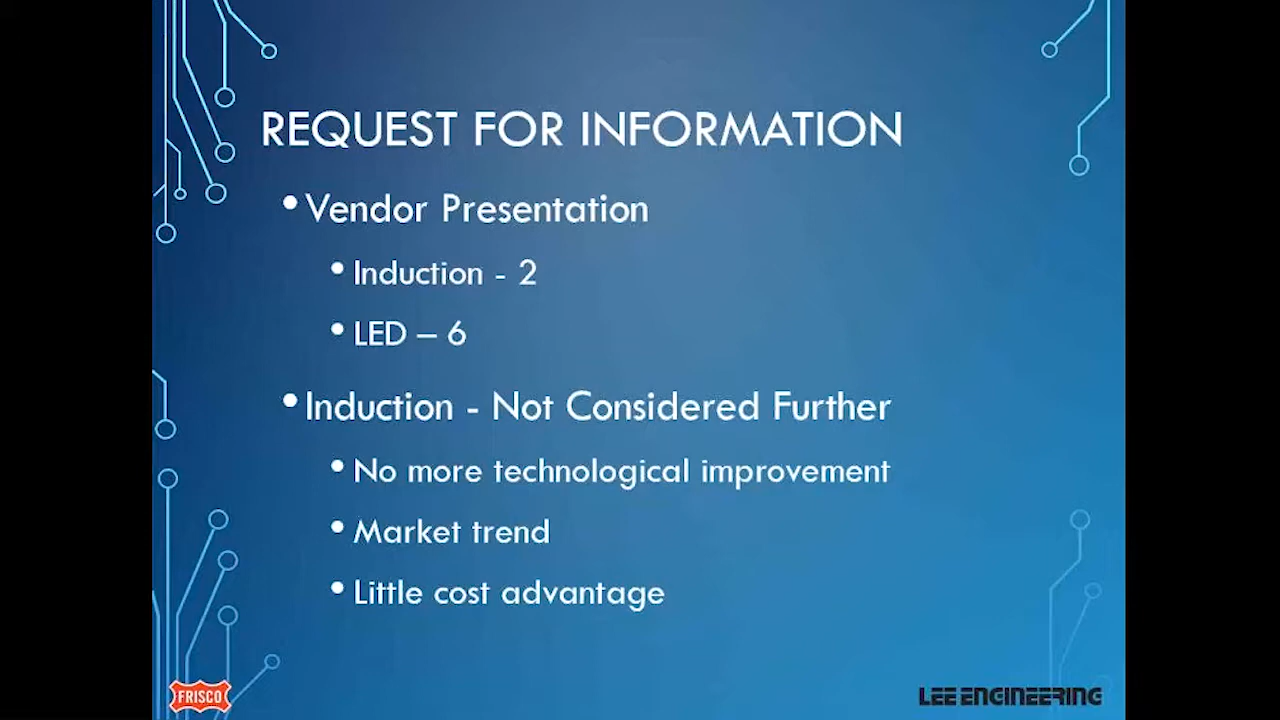 REQUEST FOR INFORMATION
• Vendor Presentation
• Induction - 2
• LED – 6
• Induction - Not Considered Further
• No more technological improvement
• Market trend
• Little cost advantage
FRISCO
LEE ENGINEERING